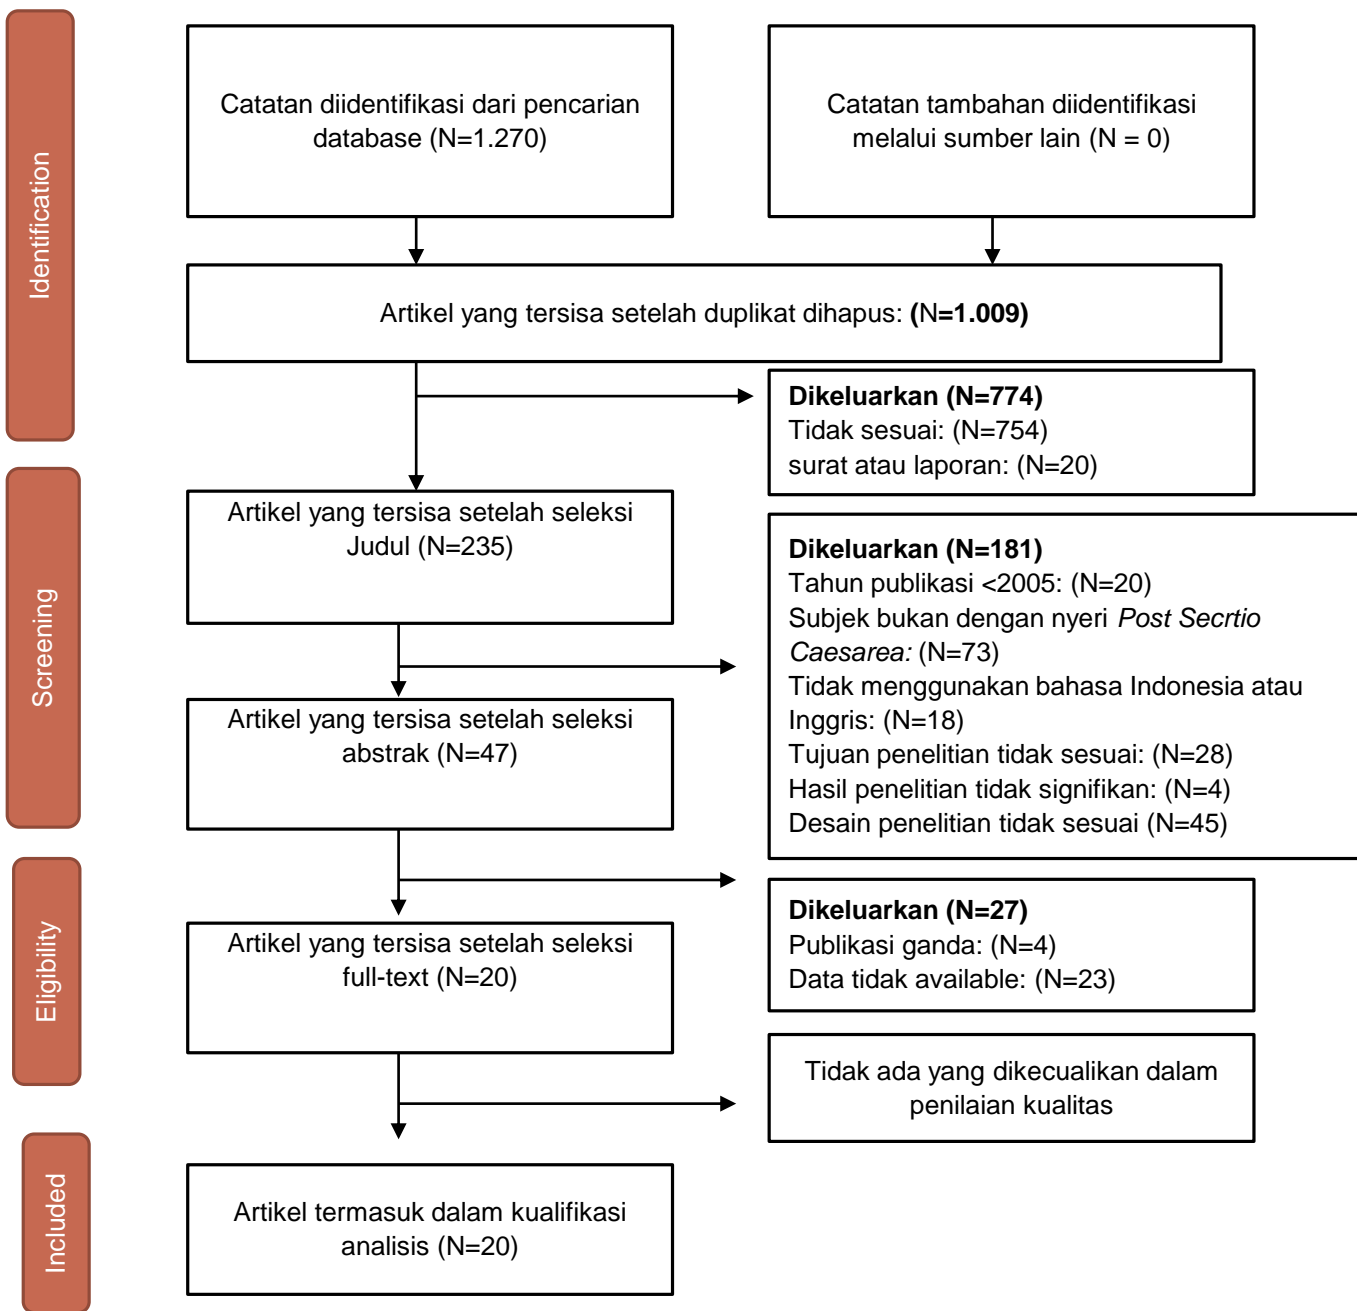 Identification
Catatan diidentifikasi dari pencarian
database (N=1.270)
Catatan tambahan diidentifikasi
melalui sumber lain (N = 0)
Artikel yang tersisa setelah duplikat dihapus: (N=1.009)
Dikeluarkan (N=774)
Tidak sesuai: (N=754)
surat atau laporan: (N=20)
Screening
Artikel yang tersisa setelah seleksi
Judul (N=235)
Dikeluarkan (N=181)
Tahun publikasi <2005: (N=20)
Subjek bukan dengan nyeri Post Secrtio
Caesarea: (N=73)
Tidak menggunakan bahasa Indonesia atau
Inggris: (N=18)
Tujuan penelitian tidak sesuai: (N=28)
Hasil penelitian tidak signifikan: (N=4)
Desain penelitian tidak sesuai (N=45)
Artikel yang tersisa setelah seleksi
abstrak (N=47)
Eligibility
Dikeluarkan (N=27)
Publikasi ganda: (N=4)
Data tidak available: (N=23)
Artikel yang tersisa setelah seleksi
full-text (N=20)
Tidak ada yang dikecualikan dalam
penilaian kualitas
Included
Artikel termasuk dalam kualifikasi
analisis (N=20)